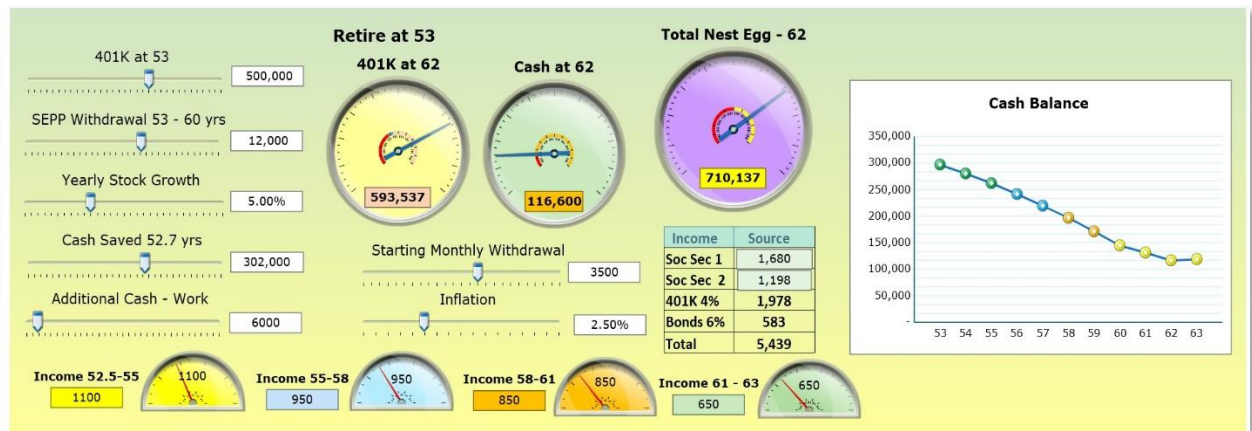 Retire at 53
Total Nest Egg - 62
401K at 53
500,000
SEPP Withdrawal 53 - 60 yrs
12,000
Yearly Stock Growth
5.00%
Cash Saved 52.7 yrs
302,000
Additional Cash - Work
6000
401K at 62
593,537
Cash at 62
116,600
710,137
Starting Monthly Withdrawal
3500
Inflation
2.50%
Income Source
Soc Sec 1 1,680
Soc Sec 2 1,198
401K 4% 1,978
Bonds 6% 583
Total 5,439
Cash Balance
350,000
300,000
250,000
200,000
150,000
100,000
50,000
-
53 54 55 56 57 58 59 60 61 62 63
Income 52.5-55
1100
1100
Income 55-58
950
950
Income 58-61
850
850
Income 61 - 63
650
650